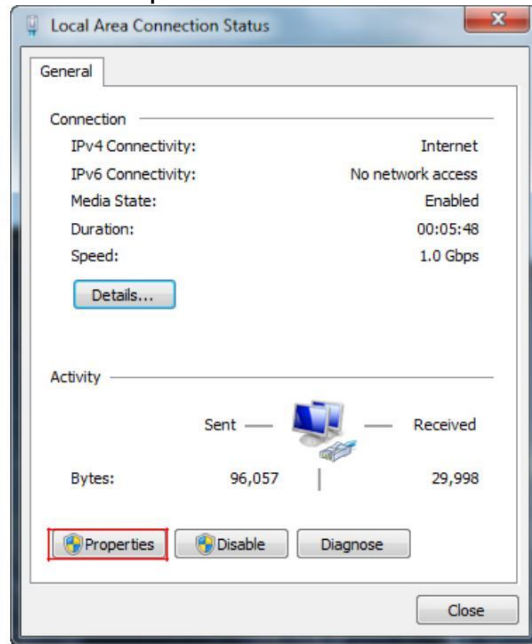 Local Area Connection Status
General
Connection
IPv4 Connectivity: Internet
IPv6 Connectivity: No network access
Media State: Enabled
Duration: 00:05:48
Speed: 1.0 Gbps
Details...
Activity
Sent — Received
Bytes: 96,057 29,998
Properties Disable Diagnose
Close